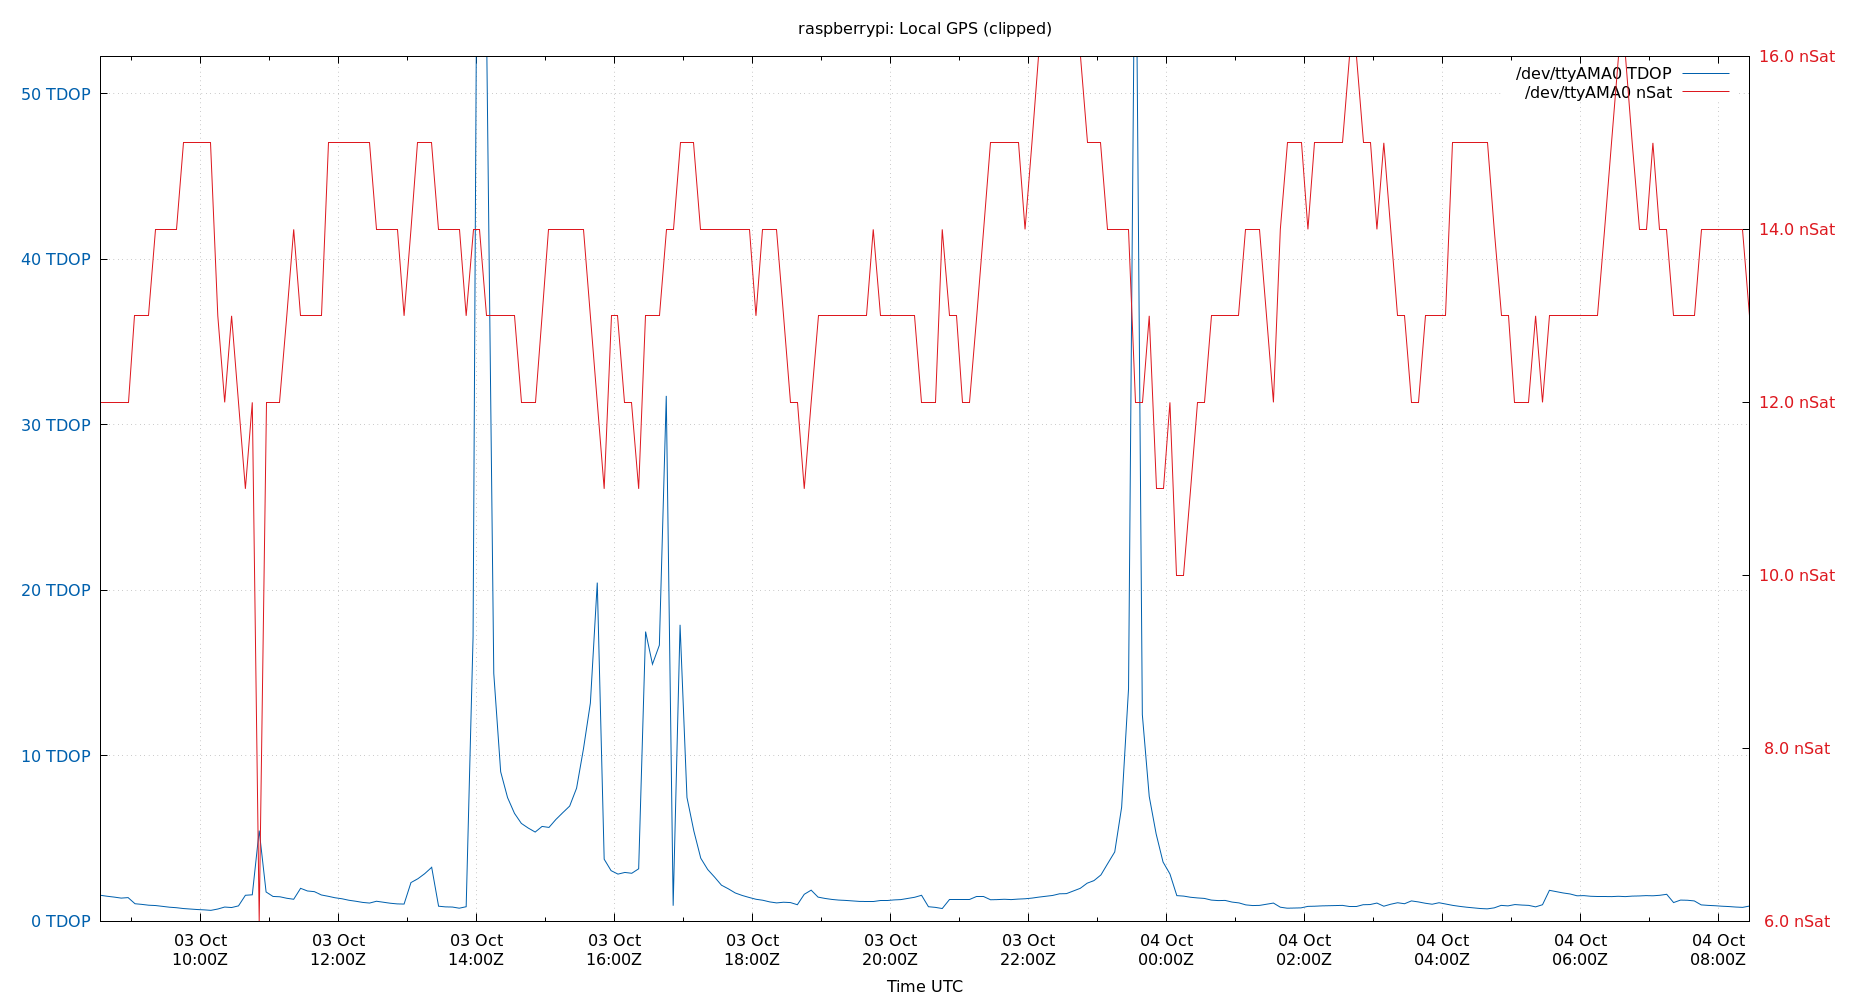 raspberrypi: Local GPS (clipped)
/dev/ttyAMA0 TDOP
/dev/ttyAMA0 nSat
50 TDOP
40 TDOP
30 TDOP
20 TDOP
10 TDOP
0 TDOP
16.0 nSat
14.0 nSat
12.0 nSat
10.0 nSat
8.0 nSat
6.0 nSat
03 Oct
10:00Z
03 Oct
12:00Z
03 Oct
14:00Z
03 Oct
16:00Z
03 Oct
18:00Z
03 Oct
20:00Z
03 Oct
22:00Z
04 Oct
00:00Z
04 Oct
02:00Z
04 Oct
04:00Z
04 Oct
06:00Z
04 Oct
08:00Z
Time UTC